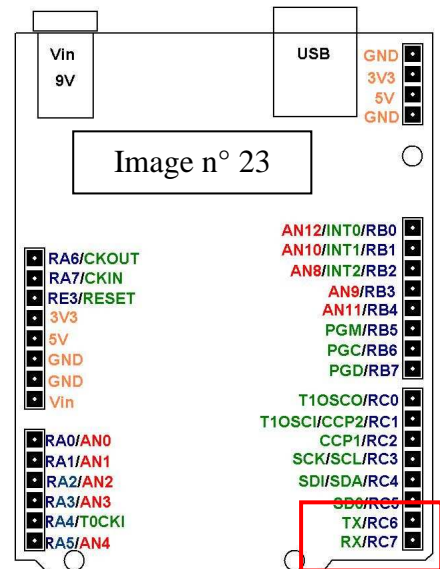 Vin
9V
USB
GND
3V3
5V
GND
Image n° 23
AN12/INT0/RB0
AN10/INT1/RB1
AN8/INT2/RB2
AN9/RB3
AN11/RB4
PGM/RB5
PGC/RB6
PGD/RB7
RA6/CKOUT
RA7/CKIN
RE3/RESET
3V3
5V
GND
GND
Vin
T1OSCO/RC0
T1OSCI/CCP2/RC1
CCP1/RC2
SCK/SCL/RC3
SDI/SDA/RC4
SD0/RC5
TX/RC6
RX/RC7
RA0/AN0
RA1/AN1
RA2/AN2
RA3/AN3
RA4/T0CKI
RA5/AN4